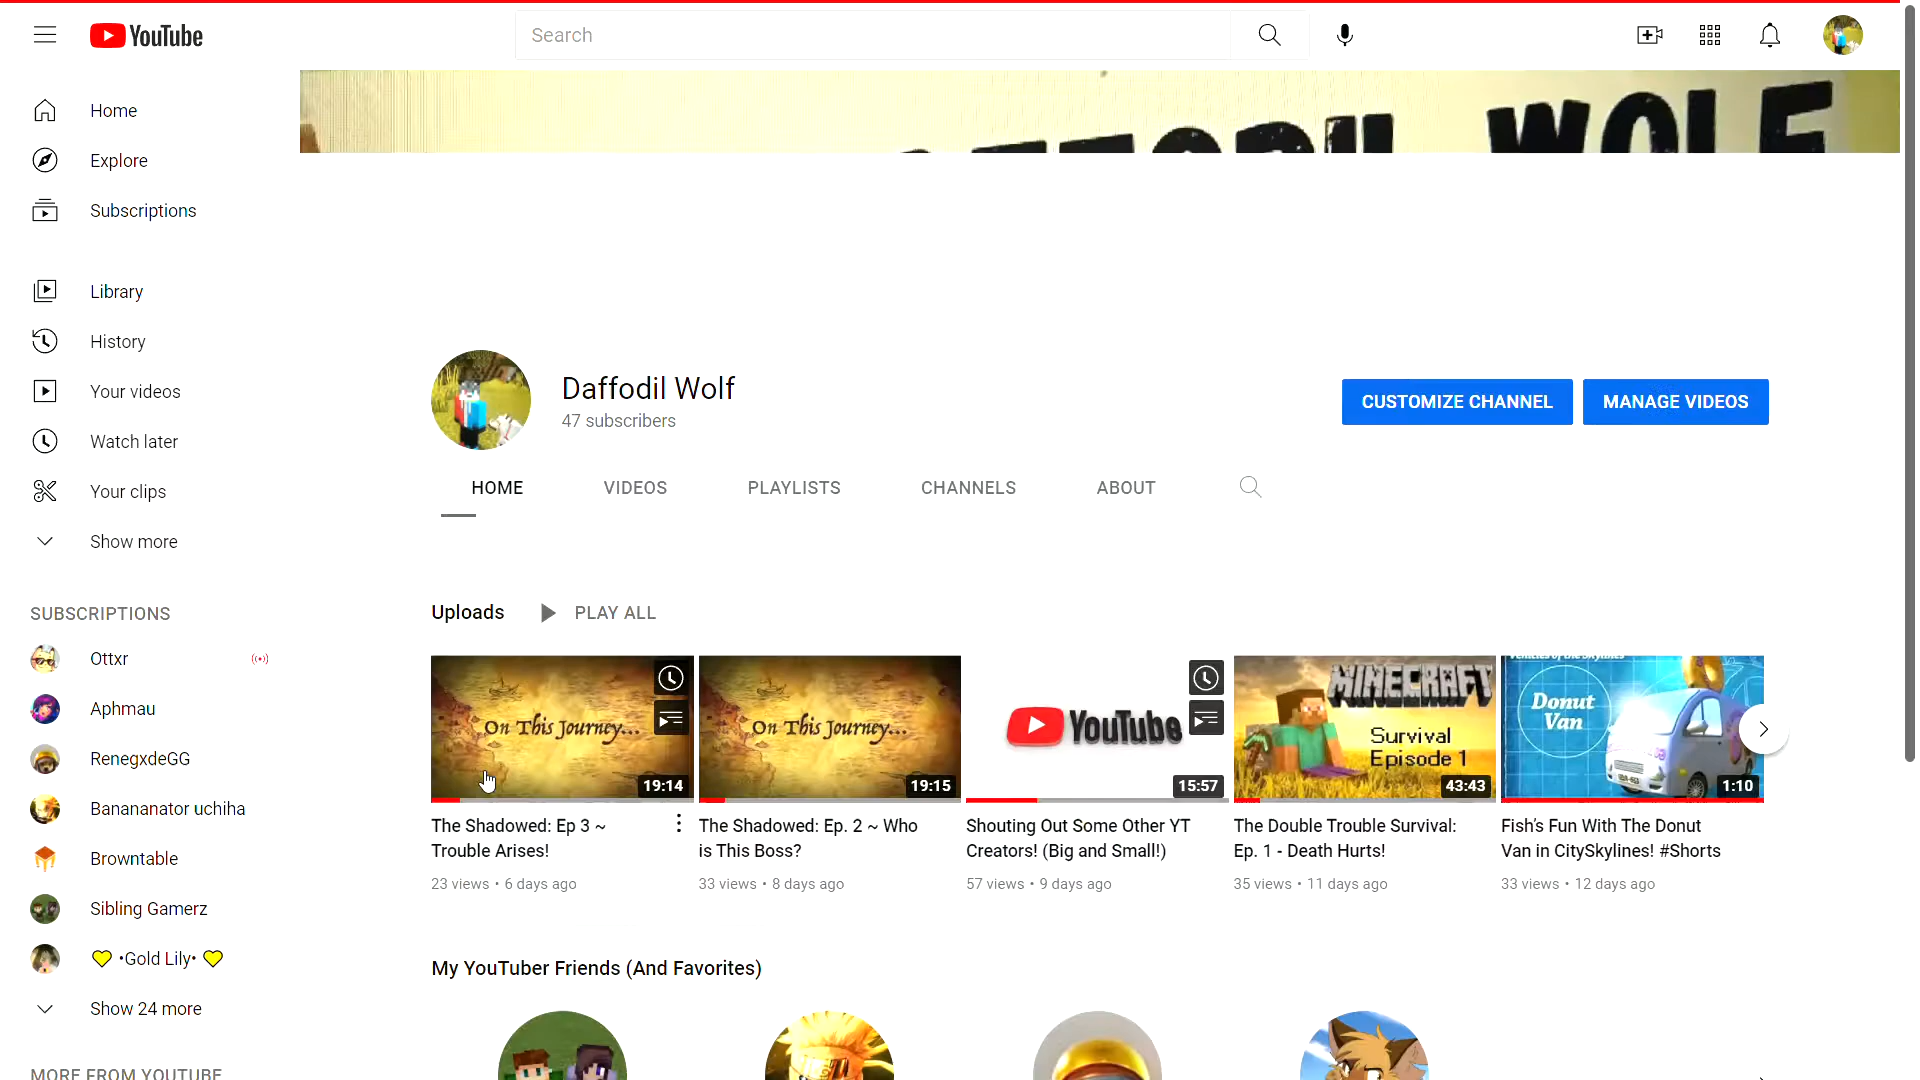 YouTube
Search
WOLF
Home
Explore
Subscriptions
Library
History
Your videos
Watch later
Your clips
Show more
SUBSCRIPTIONS
Ottxr
Aphmau
RenegxdeGG
Banananator uchiha
Browntable
Sibling Gamerz
•Gold Lily•
Show 24 more
MORE FROM YOUTUBE
Daffodil Wolf
47 subscribers
CUSTOMIZE CHANNEL
MANAGE VIDEOS
HOME
VIDEOS
PLAYLISTS
CHANNELS
ABOUT
Uploads
PLAY ALL
On This Journey...
19:14
The Shadowed: Ep 3 ~
Trouble Arises!
23 views • 6 days ago
On This Journey...
19:15
The Shadowed: Ep. 2 ~ Who
is This Boss?
33 views • 8 days ago
YouTube
15:57
Shouting Out Some Other YT
Creators! (Big and Small!)
57 views • 9 days ago
MINECRAFT
Survival
Episode 1
43:43
The Double Trouble Survival:
Ep. 1 - Death Hurts!
35 views • 11 days ago
Vehicles of the Skylines
Donut
Van
1:10
Fish’s Fun With The Donut
Van in CitySkylines! #Shorts
33 views • 12 days ago
My YouTuber Friends (And Favorites)